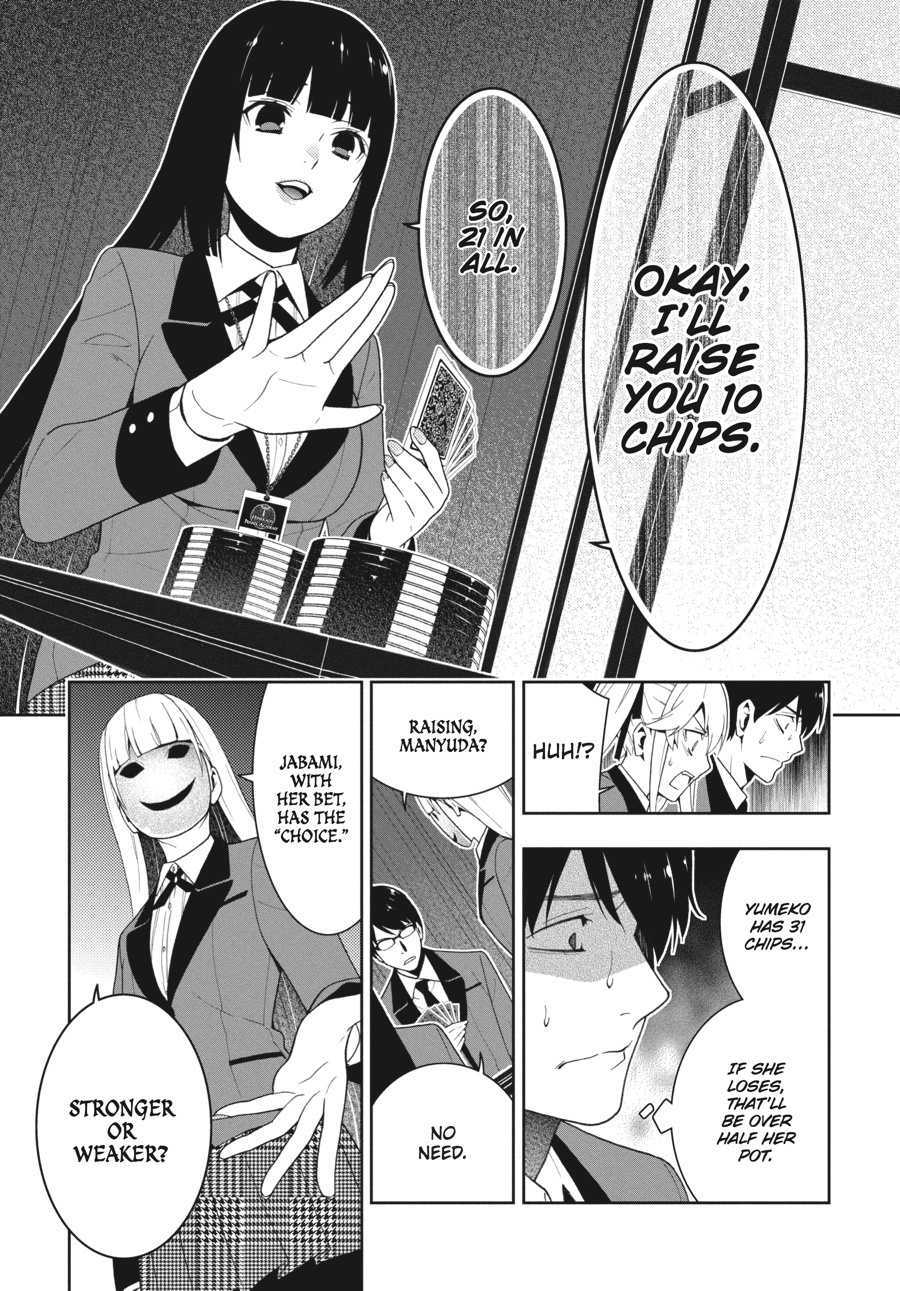 OKAY,
I'LL
RAISE
YOU 10
CHIPS.
SO,
21 IN
ALL.
HUH!?
YUMEKO
HAS 31
CHIPS...
IF SHE
LOSES,
THAT'LL
BE OVER
HALF HER
POT.
RAISING,
MANYUDA?
NO
NEED.
JABAMI,
WITH
HER BET,
HAS THE
“CHOICE.”
STRONGER
OR
WEAKER?